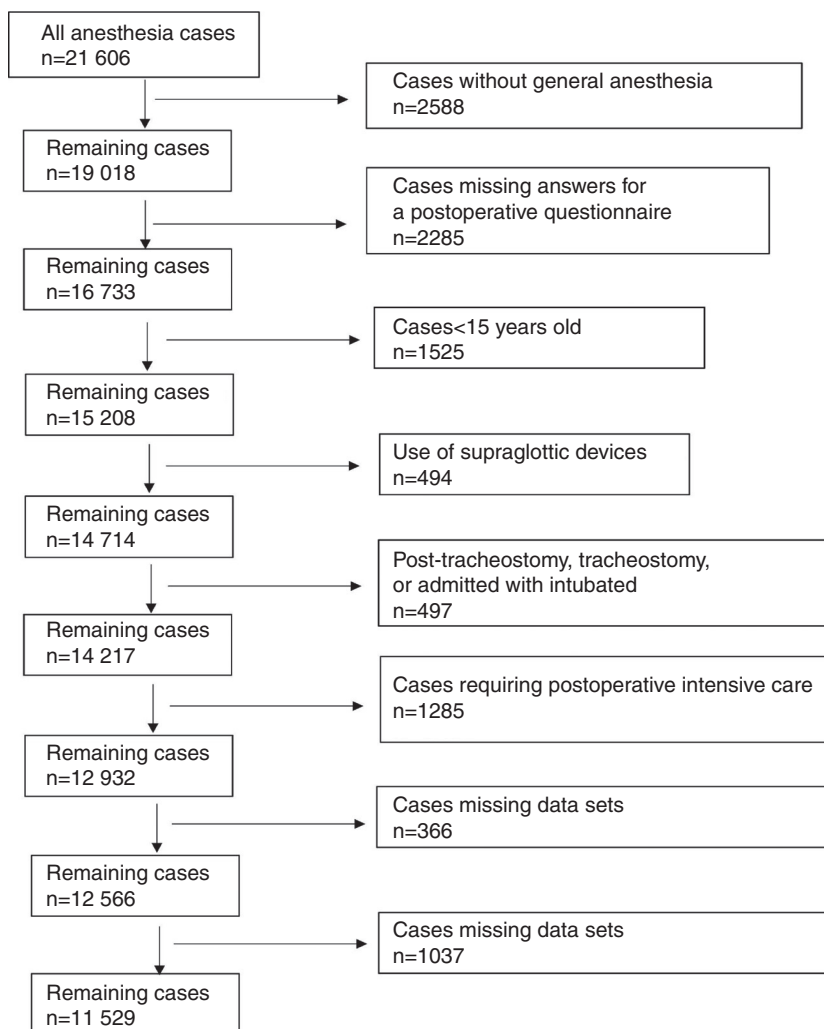 All anesthesia cases
n=21 606
Cases without general anesthesia
n=2588
Remaining cases
n=19 018
Cases missing answers for
a postoperative questionnaire
n=2285
Remaining cases
n=16 733
Cases<15 years old
n=1525
Remaining cases
n=15 208
Use of supraglottic devices
n=494
Remaining cases
n=14 714
Post-tracheostomy, tracheostomy,
or admitted with intubated
n=497
Remaining cases
n=14 217
Cases requiring postoperative intensive care
n=1285
Remaining cases
n=12 932
Cases missing data sets
n=366
Remaining cases
n=12 566
Cases missing data sets
n=1037
Remaining cases
n=11 529